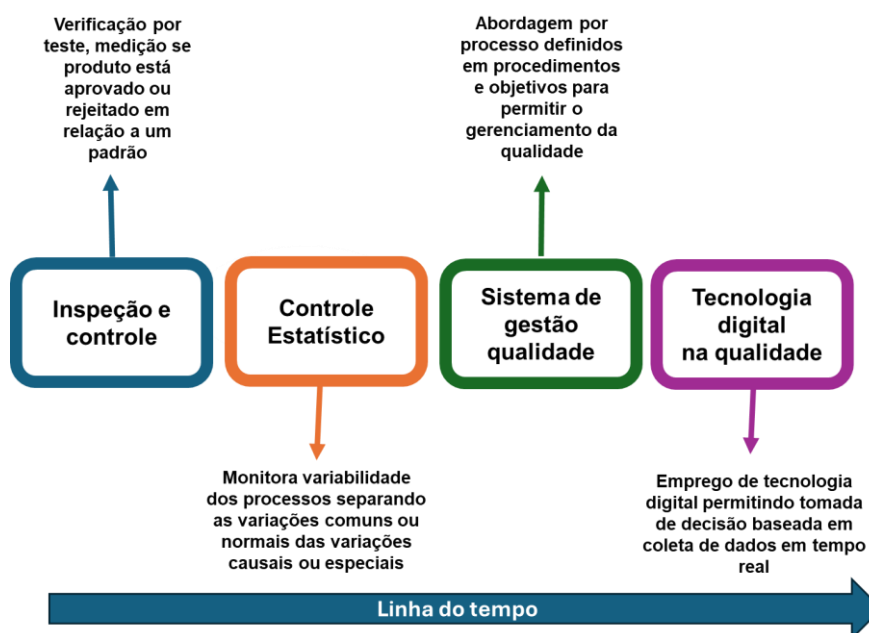 Verificação por
teste, medição se
produto está
aprovado ou
rejeitado em
relação a um
padrão
Abordagem por
processo definidos
em procedimentos
e objetivos para
permitir o
gerenciamento da
qualidade
Inspeção e
controle
Controle
Estatístico
Sistema de
gestão
qualidade
Tecnologia
digital
na qualidade
Monitora variabilidade
dos processos separando
as variações comuns ou
normais das variações
causais ou especiais
Emprego de tecnologia
digital permitindo tomada
de decisão baseada em
coleta de dados em tempo
real
Linha do tempo